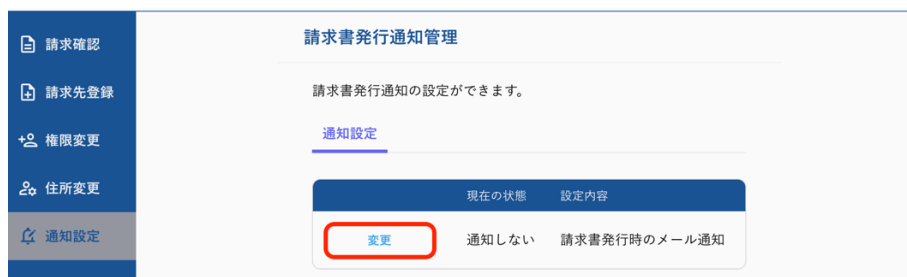 請求確認
請求先登録
権限変更
住所変更
通知設定
請求書発行通知管理
請求書発行通知の設定ができます。
通知設定
現在の状態 設定内容
変更 通知しない 請求書発行時のメール通知